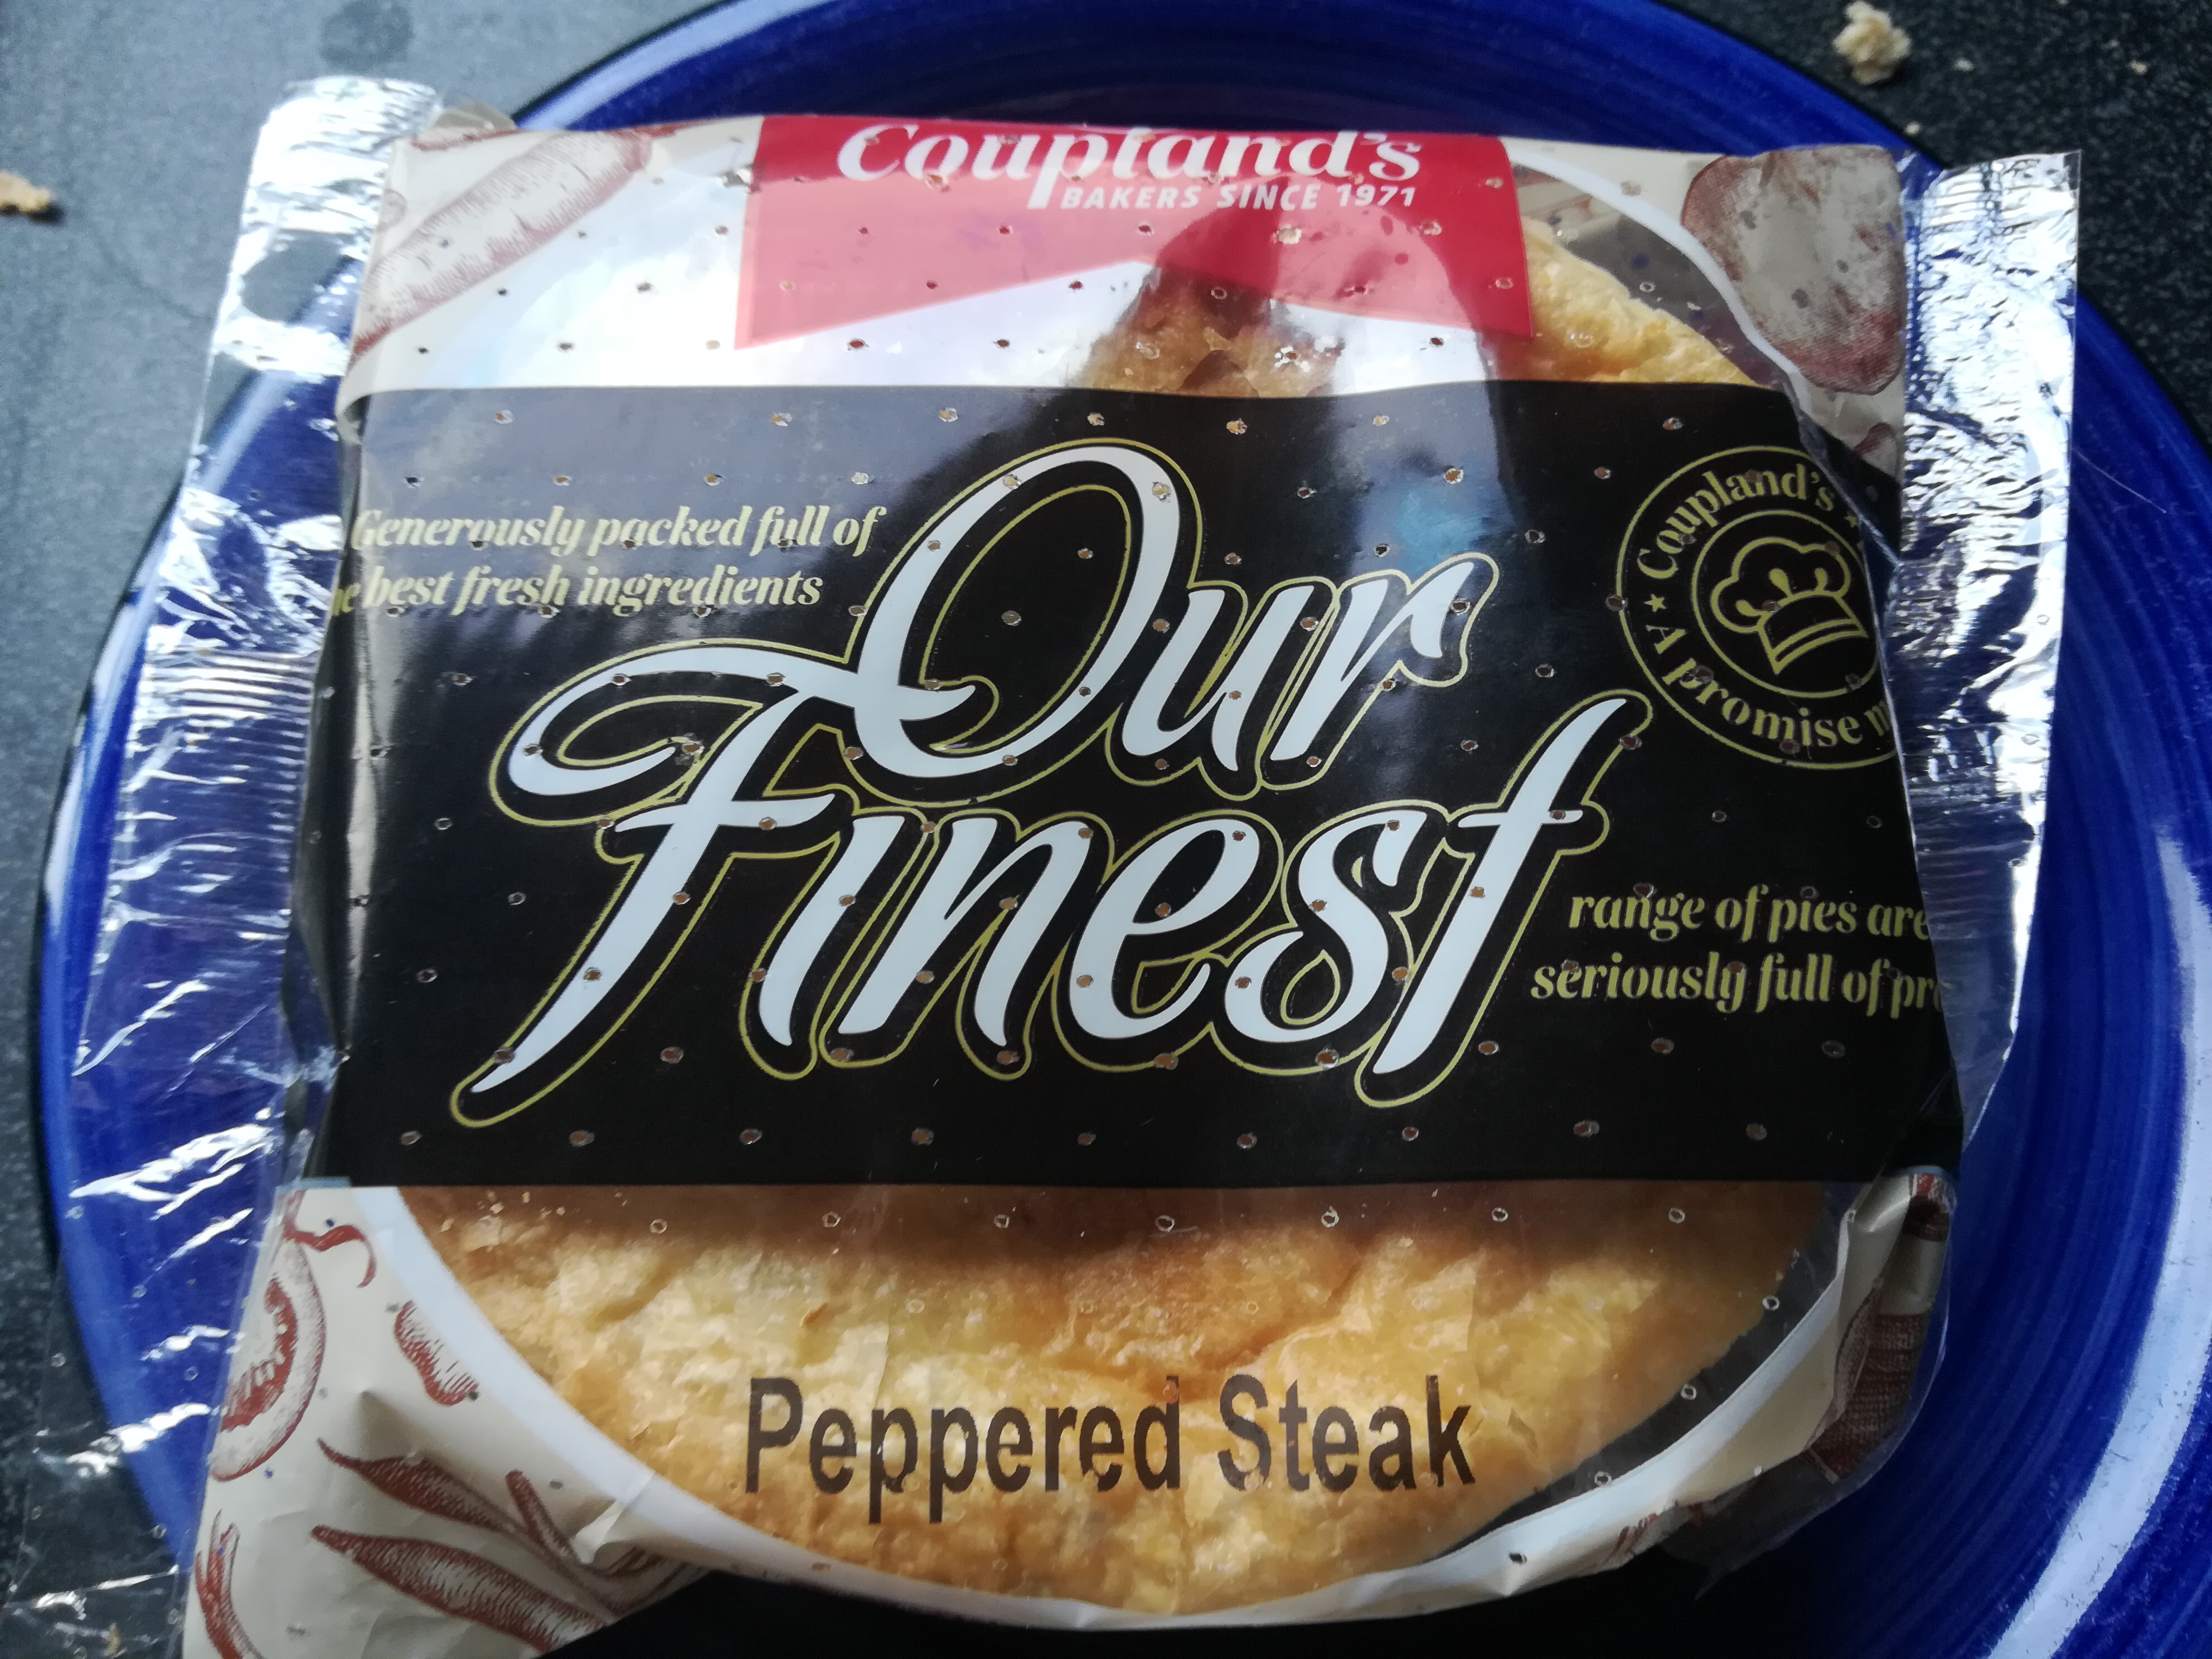 Coupland's
BAKERS SINCE 1971
Generously packed full of
best fresh ingredients
Our
Finest
Coupland's
A promise
range of pies are
seriously full of
Peppered Steak